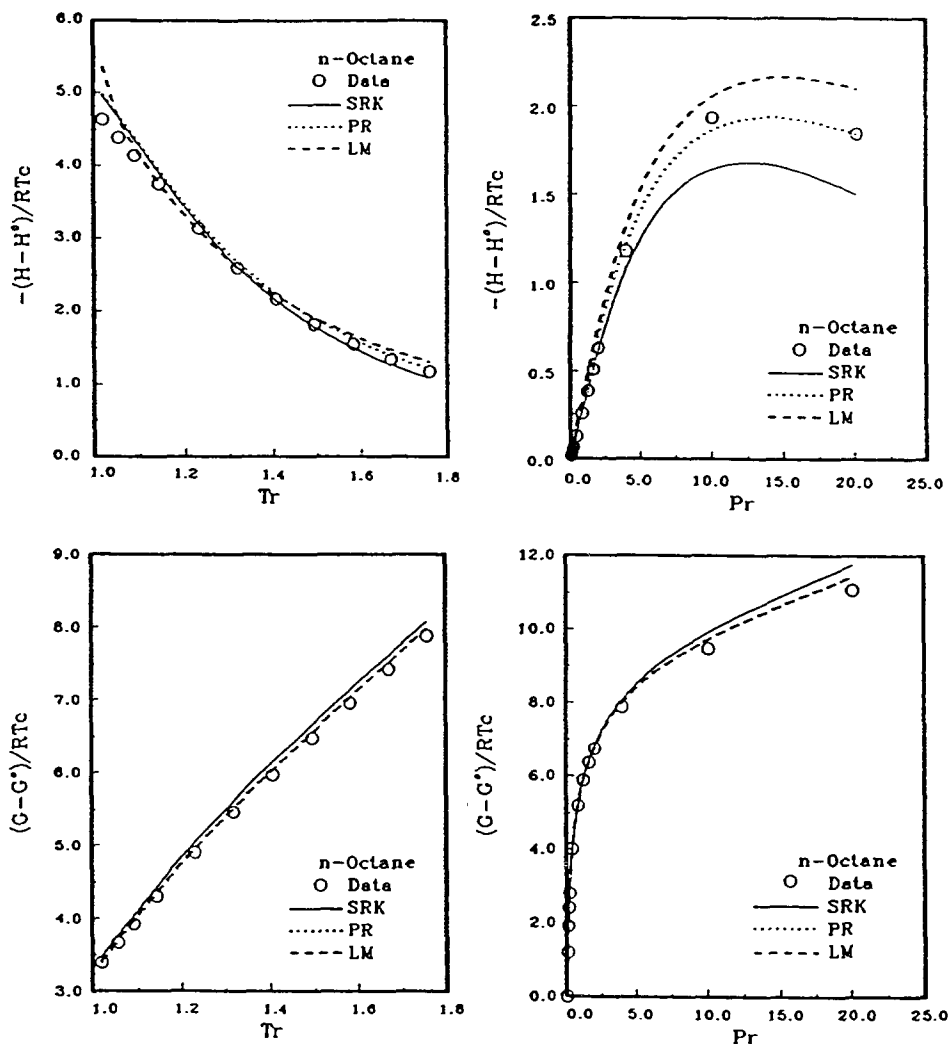 6.0
5.0
4.0
3.0
2.0
1.0
0.0
-(H-H°)/RTc
n-Octane
Data
SRK
PR
LM
1.0
1.2
1.4
1.6
1.8
Tr
2.5
2.0
1.5
1.0
0.5
0.0
-(H-H°)/RTc
n-Octane
Data
SRK
PR
LM
0.0
5.0
10.0
15.0
20.0
25.0
Pr
9.0
8.0
7.0
6.0
5.0
4.0
3.0
(G-G°)/RTc
n-Octane
Data
SRK
PR
LM
1.0
1.2
1.4
1.6
1.8
Tr
12.0
10.0
8.0
6.0
4.0
2.0
0.0
(G-G°)/RTc
n-Octane
Data
SRK
PR
LM
0.0
5.0
10.0
15.0
20.0
25.0
Pr